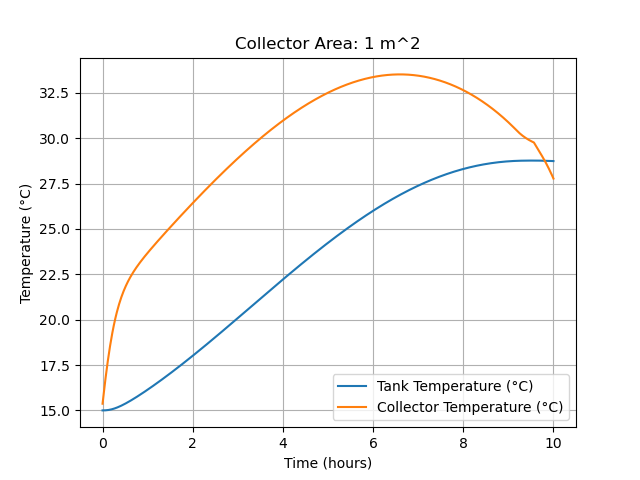 Collector Area: 1 m^2
Temperature (°C)
32.5
30.0
27.5
25.0
22.5
20.0
17.5
15.0
Tank Temperature (°C)
Collector Temperature (°C)
0 2 4 6 8 10
Time (hours)